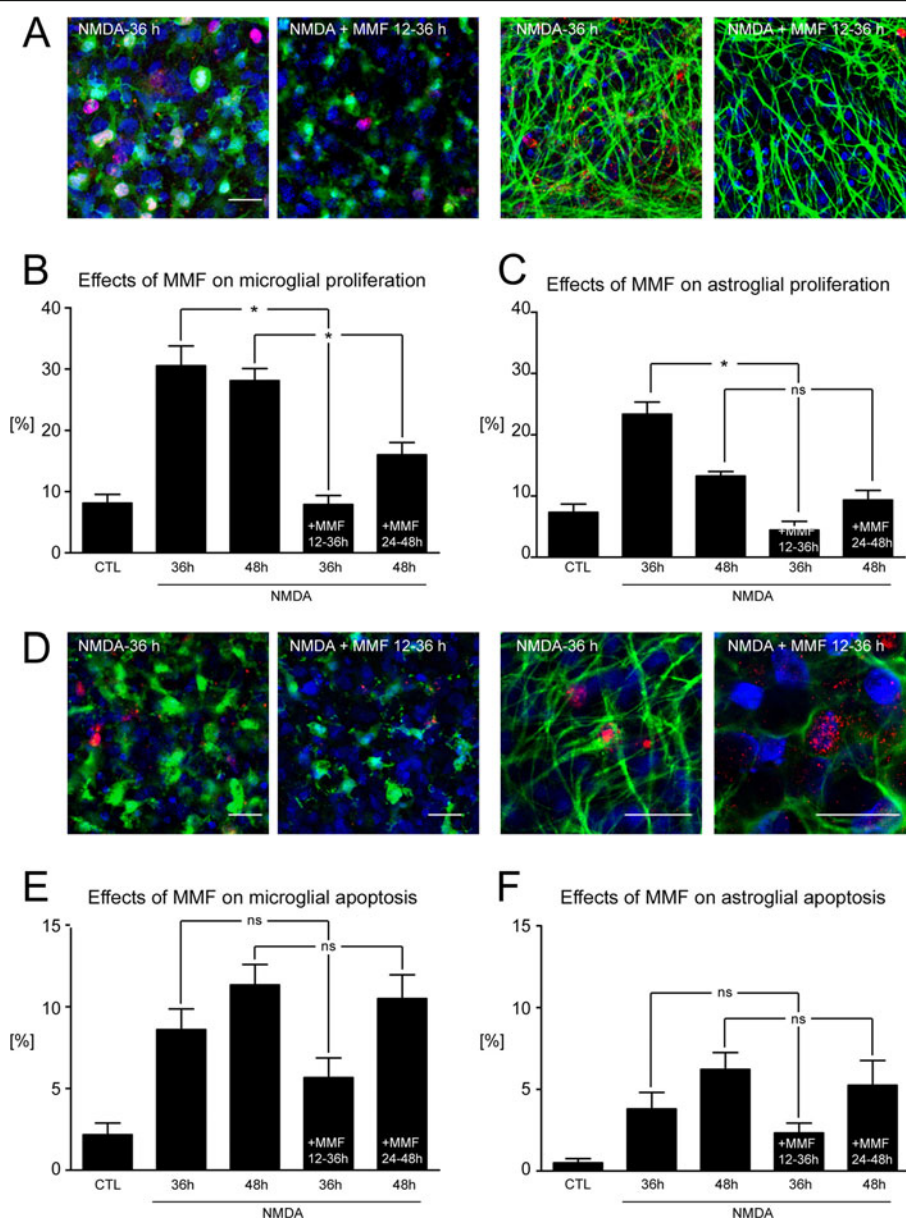 A
NMDA-36 h
NMDA + MMF 12-36 h
NMDA-36 h
NMDA + MMF 12-36 h
B
Effects of MMF on microglial proliferation
40
30
20
10
0
[%]
*
*
+MMF
12-36h
+MMF
24-48h
CTL
36h
48h
36h
48h
NMDA
C
Effects of MMF on astroglial proliferation
40
30
20
10
0
[%]
*
ns
+MMF
12-36h
+MMF
24-48h
CTL
36h
48h
36h
48h
NMDA
D
NMDA-36 h
NMDA + MMF 12-36 h
NMDA-36 h
NMDA + MMF 12-36 h
E
Effects of MMF on microglial apoptosis
15
10
5
0
[%]
ns
ns
+MMF
12-36h
+MMF
24-48h
CTL
36h
48h
36h
48h
NMDA
F
Effects of MMF on astroglial apoptosis
15
10
5
0
[%]
ns
ns
+MMF
12-36h
+MMF
24-48h
CTL
36h
48h
36h
48h
NMDA